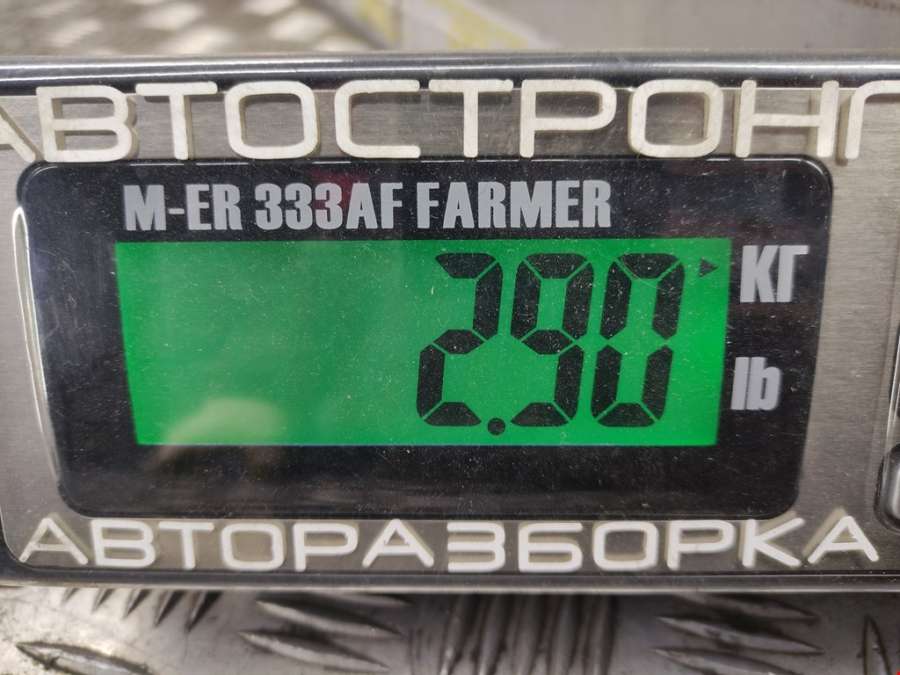 АВТОСТРОНГ
M-ER 333AF FARMER
2.90 КГ
lb
АВТОРАЗБОРКА